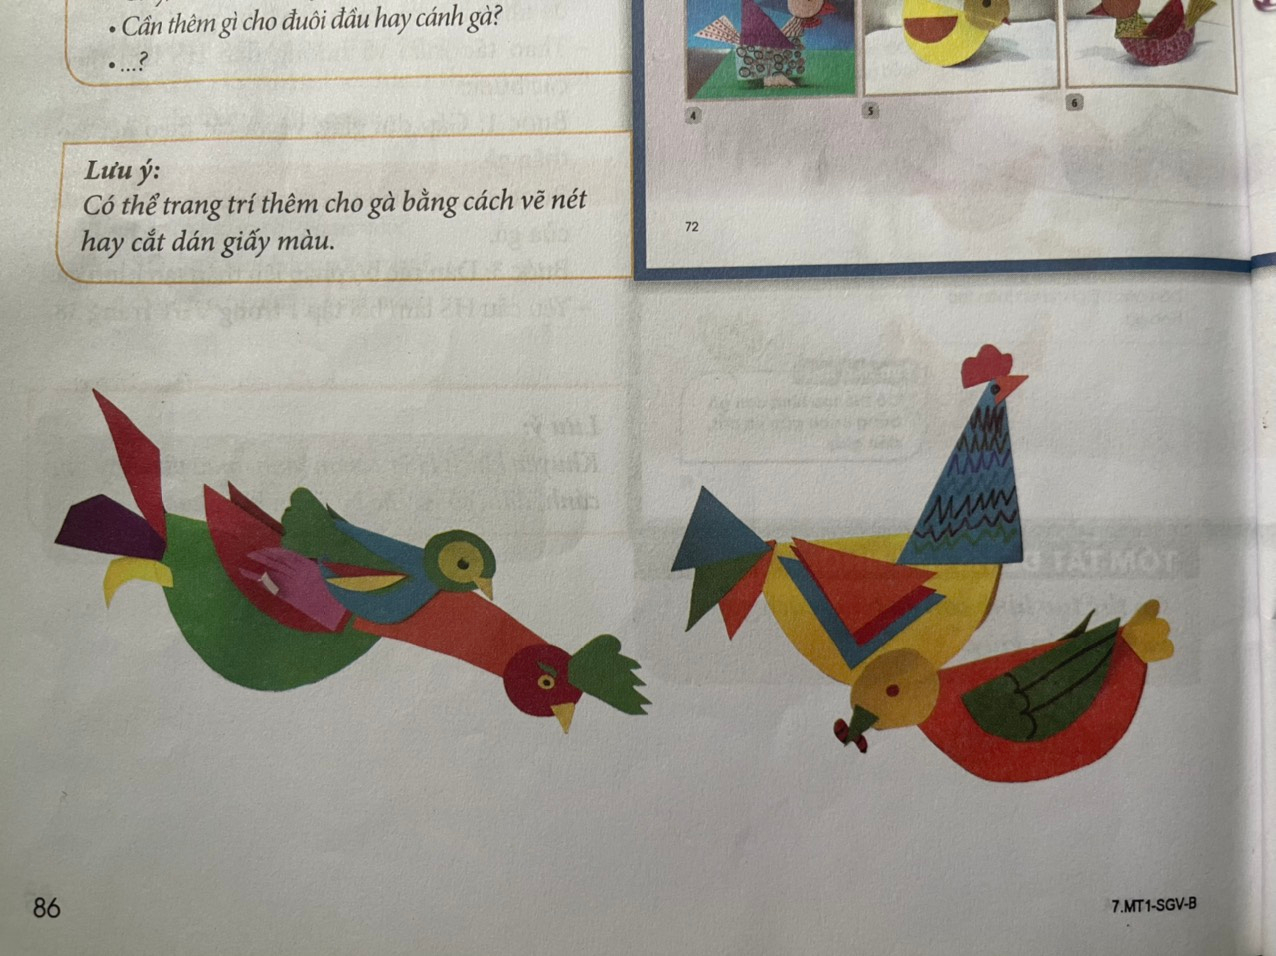 • Cần thêm gì cho đuôi đầu hay cánh gà?
• ...?
Lưu ý:
Có thể trang trí thêm cho gà bằng cách vẽ nét
hay cắt dán giấy màu.
4
5
6
72
86
7.MT1-SGV-B